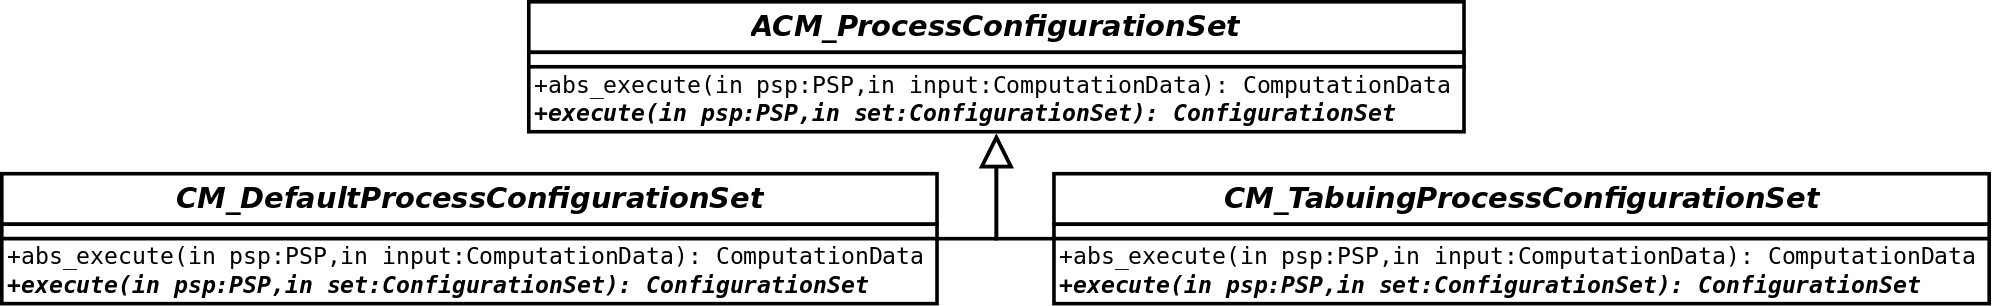 ACM_ProcessConfigurationSet
+abs_execute(in psp:PSP,in input:ComputationData): ComputationData
+execute(in psp:PSP,in set:ConfigurationSet): ConfigurationSet
CM_DefaultProcessConfigurationSet
+abs_execute(in psp:PSP,in input:ComputationData): ComputationData
+execute(in psp:PSP,in set:ConfigurationSet): ConfigurationSet
CM_TabuingProcessConfigurationSet
+abs_execute(in psp:PSP,in input:ComputationData): ComputationData
+execute(in psp:PSP,in set:ConfigurationSet): ConfigurationSet